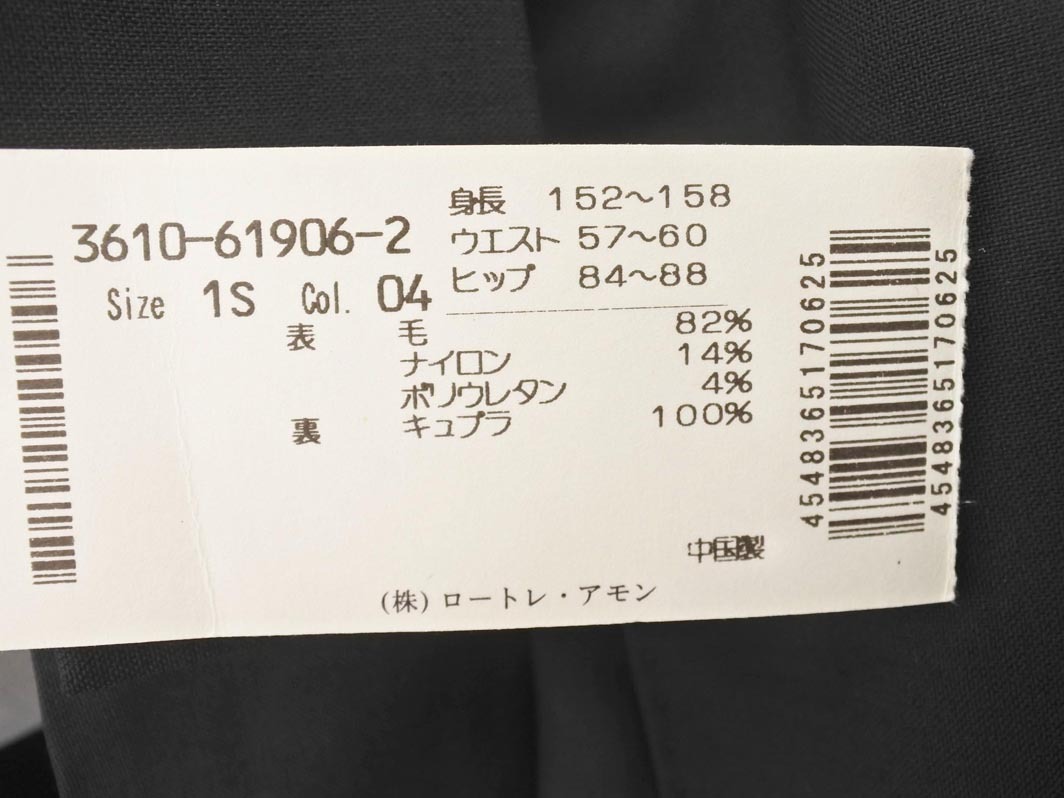 3610-61906-2
Size 1S Col. 04
身長 152〜158
ウエスト 57〜60
ヒップ 84〜88
表 毛 82%
ナイロン 14%
ポリウレタン 4%
裏 キュプラ 100%
中国製
(株) ロートレ・アモン
4548365170625
4548365170625